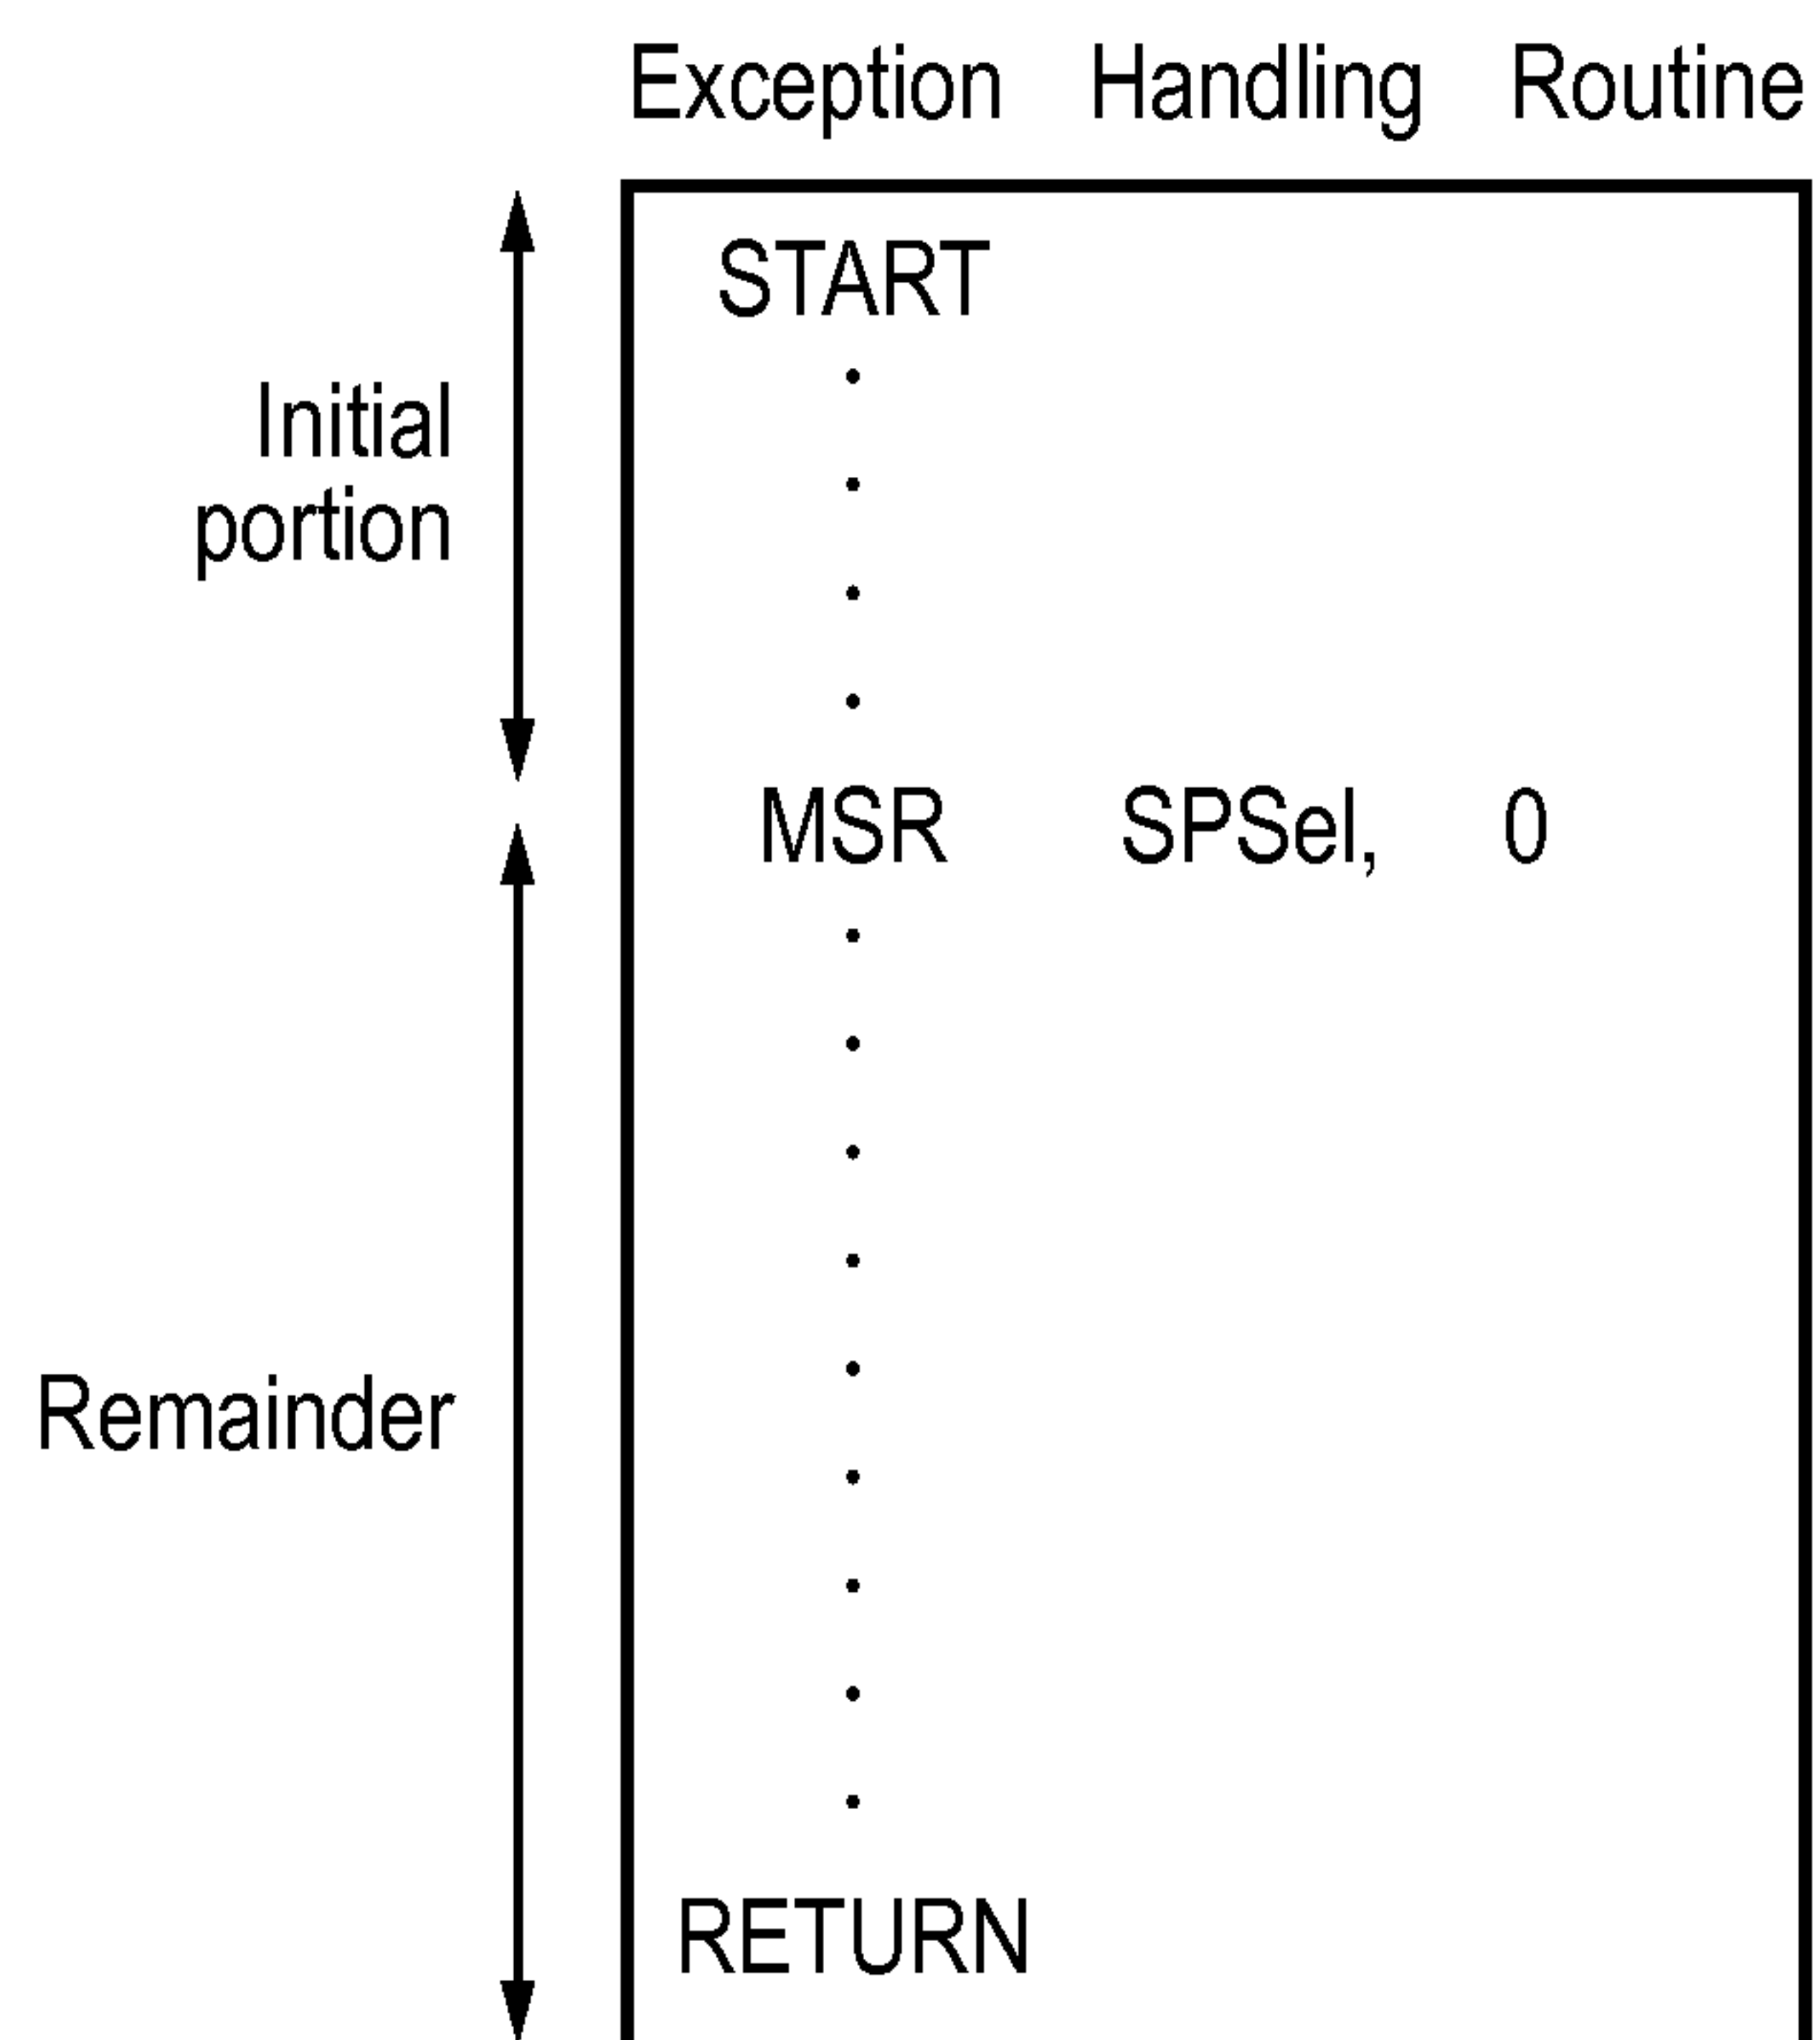 Exception Handling Routine
START
Initial
portion
MSR SPSel, 0
Remainder
RETURN